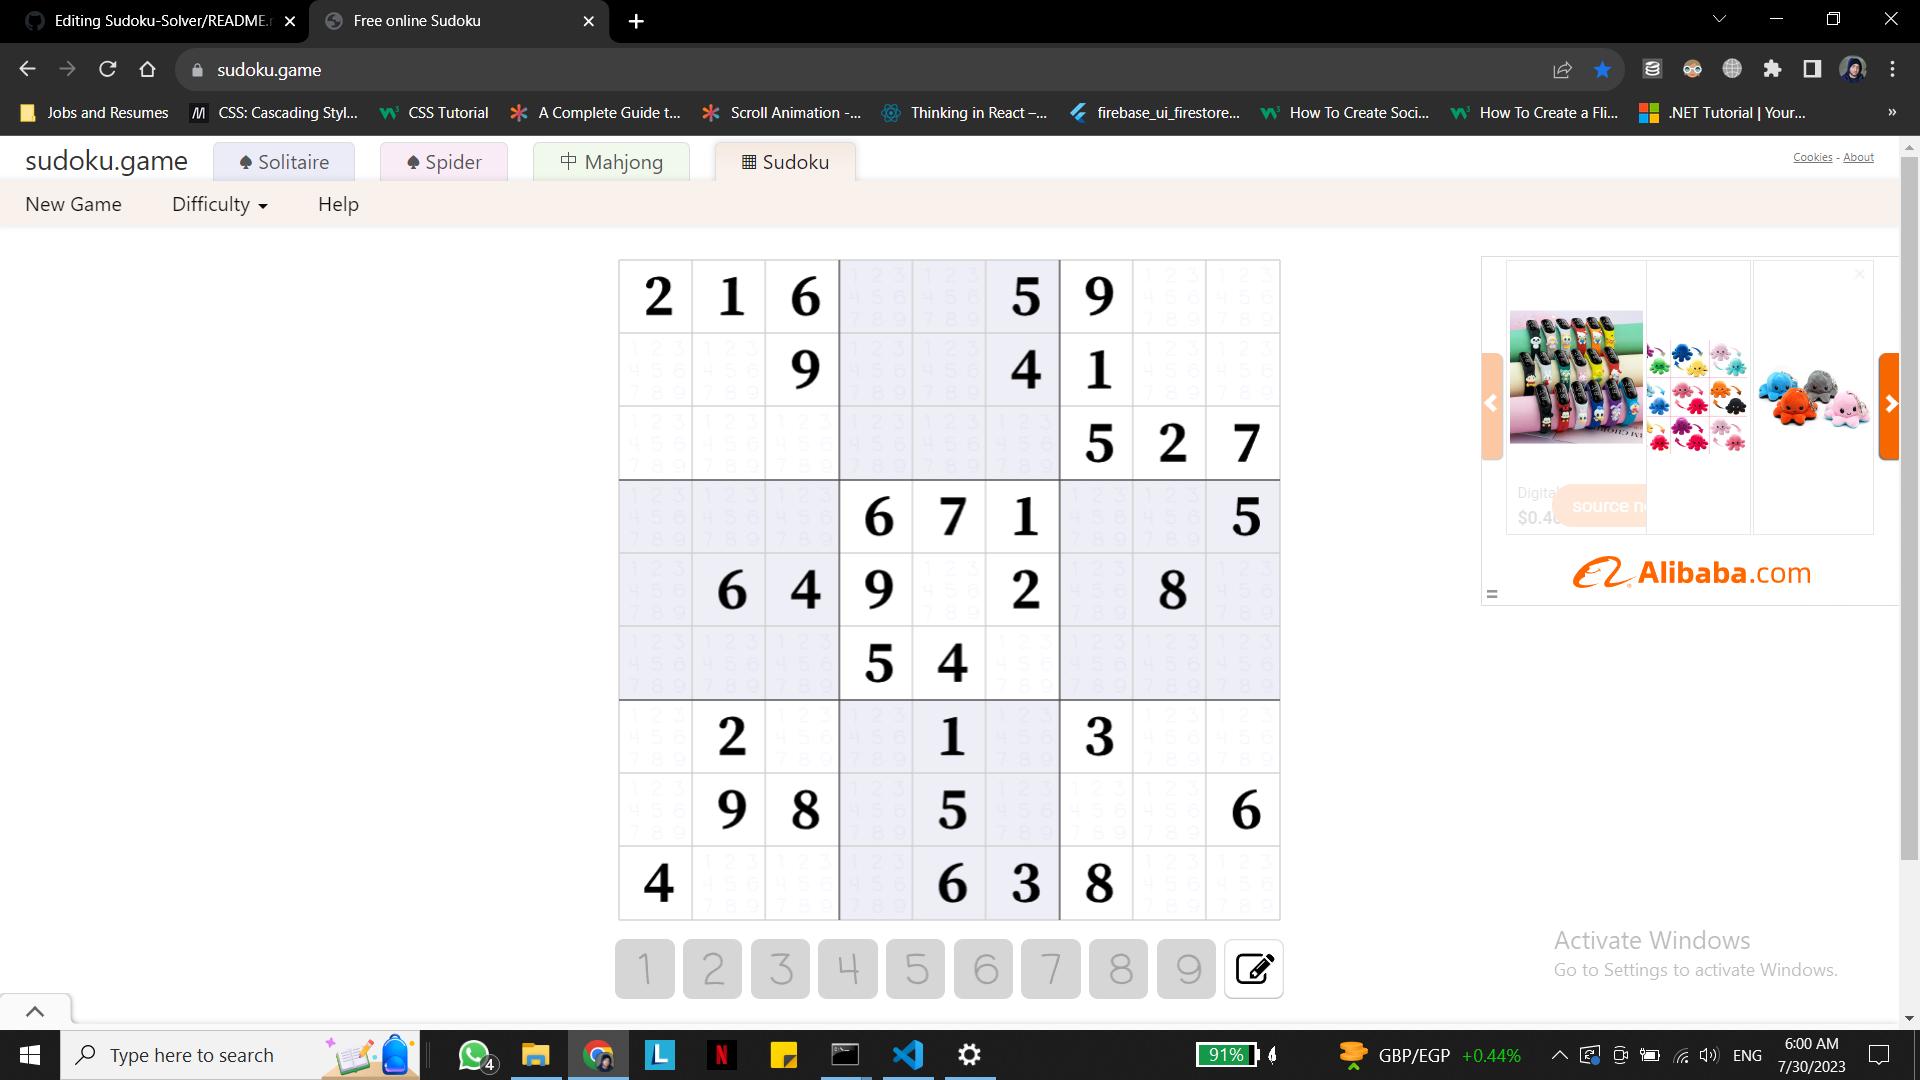 Editing Sudoku-Solver/README.
Free online Sudoku
sudoku.game
Jobs and Resumes
CSS: Cascading Styl...
CSS Tutorial
A Complete Guide t...
Scroll Animation -...
Thinking in React –...
firebase_ui_firestore...
How To Create Soci...
How To Create a Fli...
.NET Tutorial | Your...
»
sudoku.game
Solitaire
Spider
中 Mahjong
Sudoku
Cookies - About
New Game
Difficulty
Help
2 1 6 5 9
9 4 1
5 2 7
6 7 1 5
6 4 9 2 8
5 4
2 1 3
9 8 5 6
4 6 3 8
1 2 3 4 5 6 7 8 9
Digital
$0.40
source n
Alibaba.com
Activate Windows
Go to Settings to activate Windows.
Type here to search
4
L
N
91%
GBP/EGP +0.44%
ENG
6:00 AM
7/30/2023